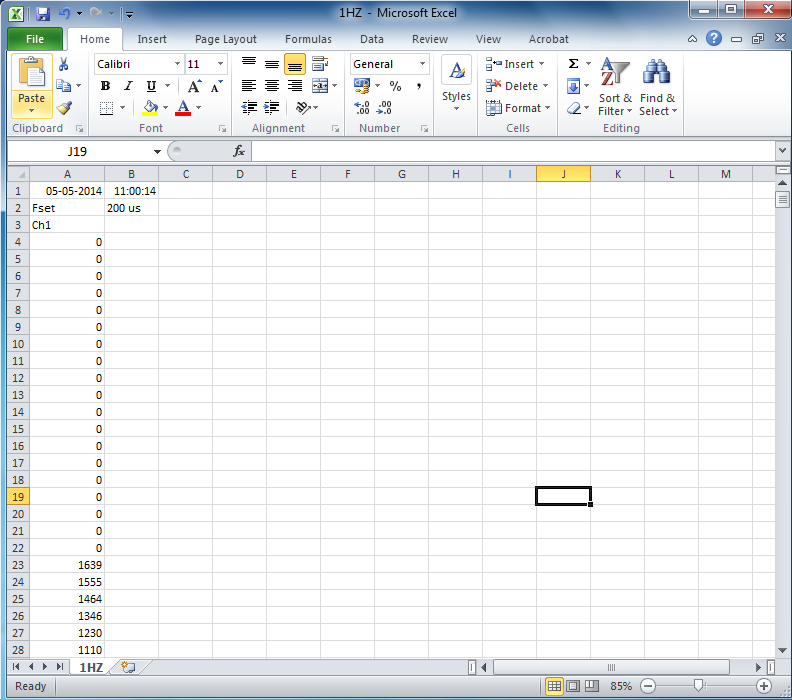 1HZ - Microsoft Excel
File Home Insert Page Layout Formulas Data Review View Acrobat
Calibri 11 General Insert Σ
Paste B I U % , Styles Delete Sort & Find &
A Format Filter Select
Clipboard Font Alignment Number Cells Editing
J19 fx
A B C D E F G H I J K L M
1 05-05-2014 11:00:14
2 Fset 200 us
3 Ch1
4 0
5 0
6 0
7 0
8 0
9 0
10 0
11 0
12 0
13 0
14 0
15 0
16 0
17 0
18 0
19 0
20 0
21 0
22 0
23 1639
24 1555
25 1464
26 1346
27 1230
28 1110
1HZ
Ready 85%